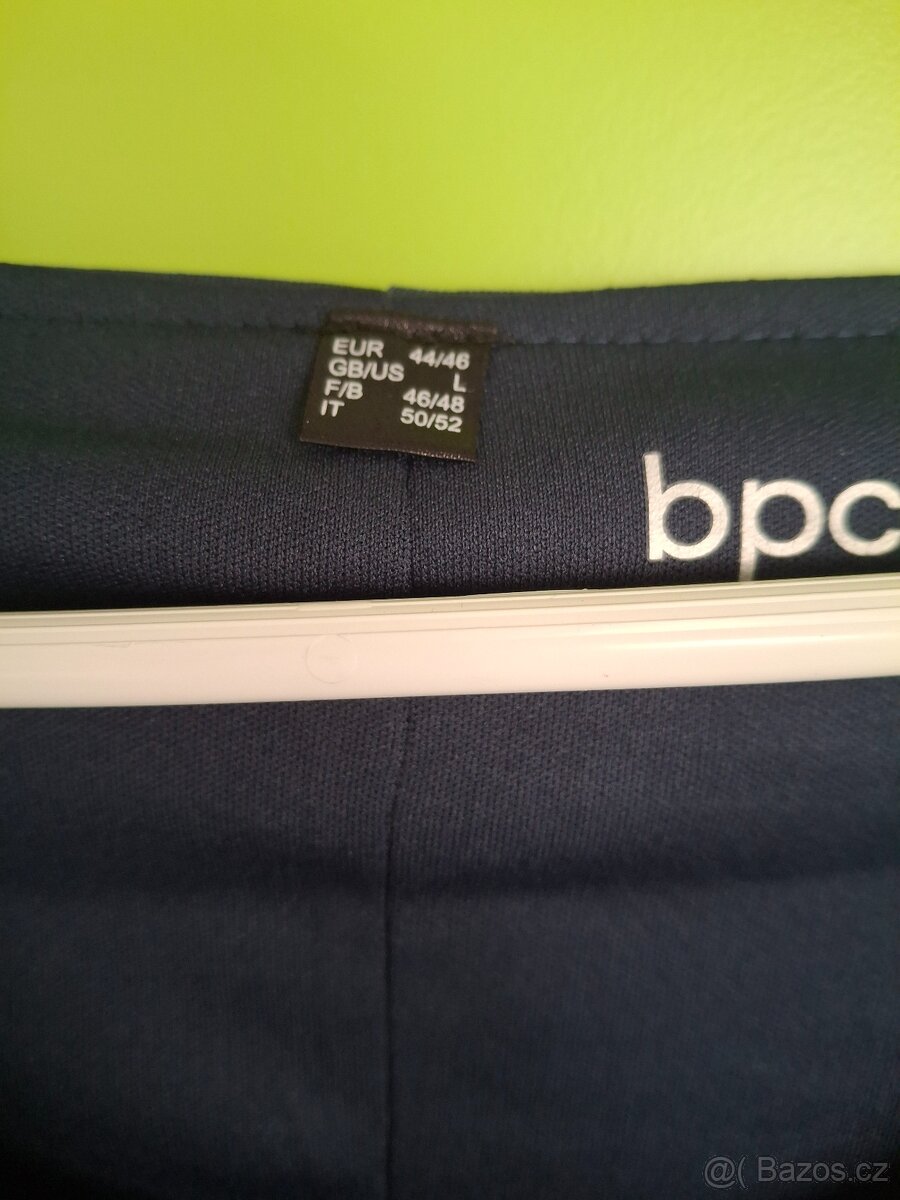 EUR 44/46
GB/US L
F/B 46/48
IT 50/52
bpc
@( Bazos.cz